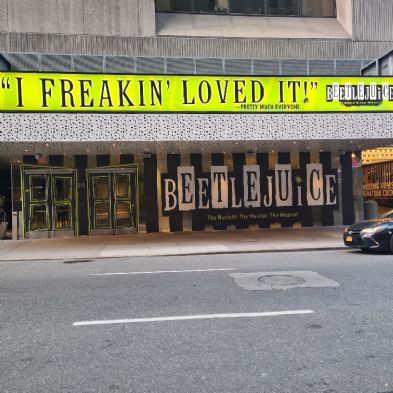 "I FREAKIN' LOVED IT!"
—PRETTY MUCH EVERYONE
BEETLEJUICE
BEETLEJUICE
The Musical. The Musical. The Musical.